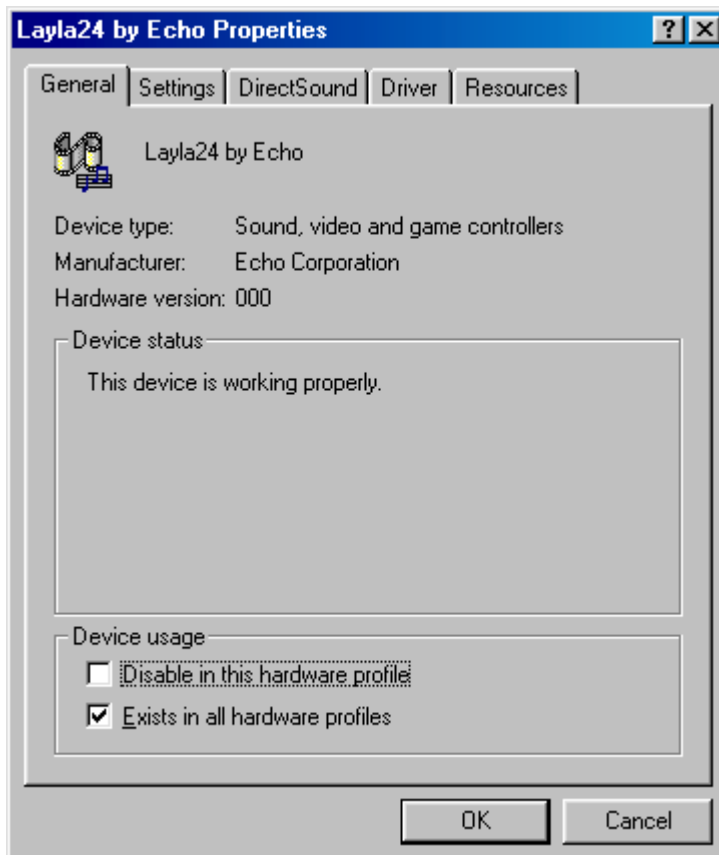 Layla24 by Echo Properties
General Settings DirectSound Driver Resources
Layla24 by Echo
Device type: Sound, video and game controllers
Manufacturer: Echo Corporation
Hardware version: 000
Device status
This device is working properly.
Device usage
Disable in this hardware profile
Exists in all hardware profiles
OK Cancel